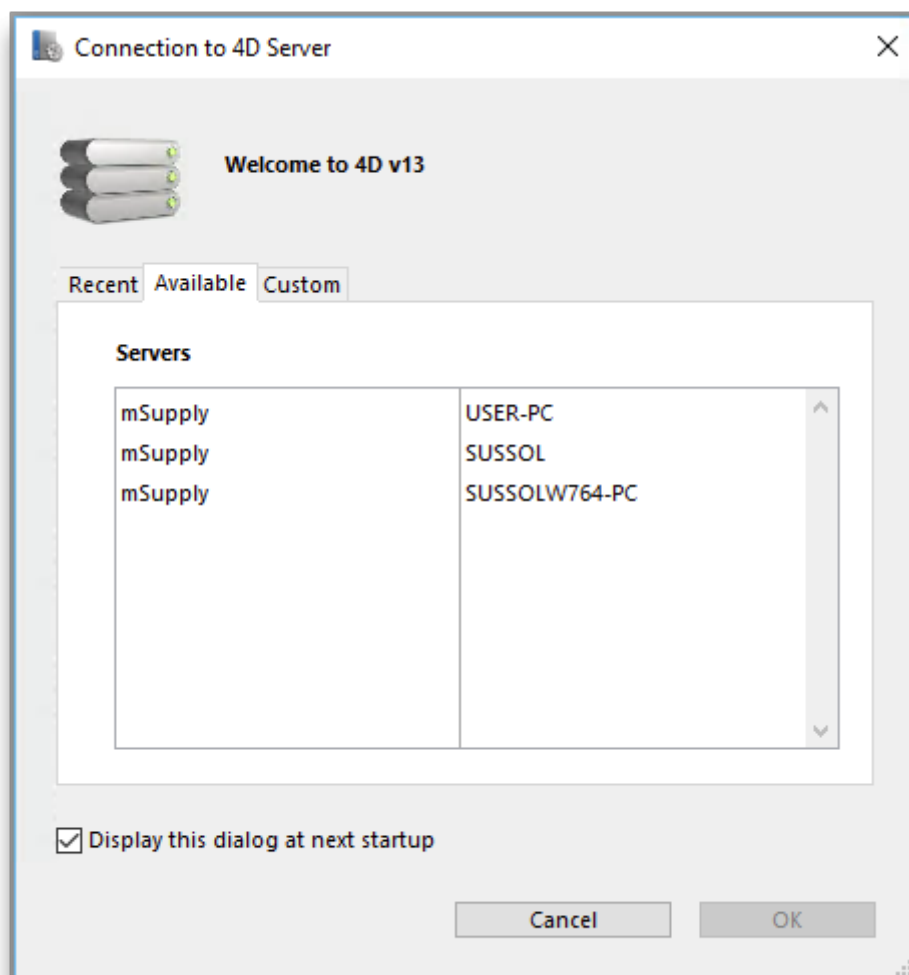 Connection to 4D Server
Welcome to 4D v13
Recent Available Custom
Servers
mSupply USER-PC
mSupply SUSSOL
mSupply SUSSOLW764-PC
Display this dialog at next startup
Cancel OK